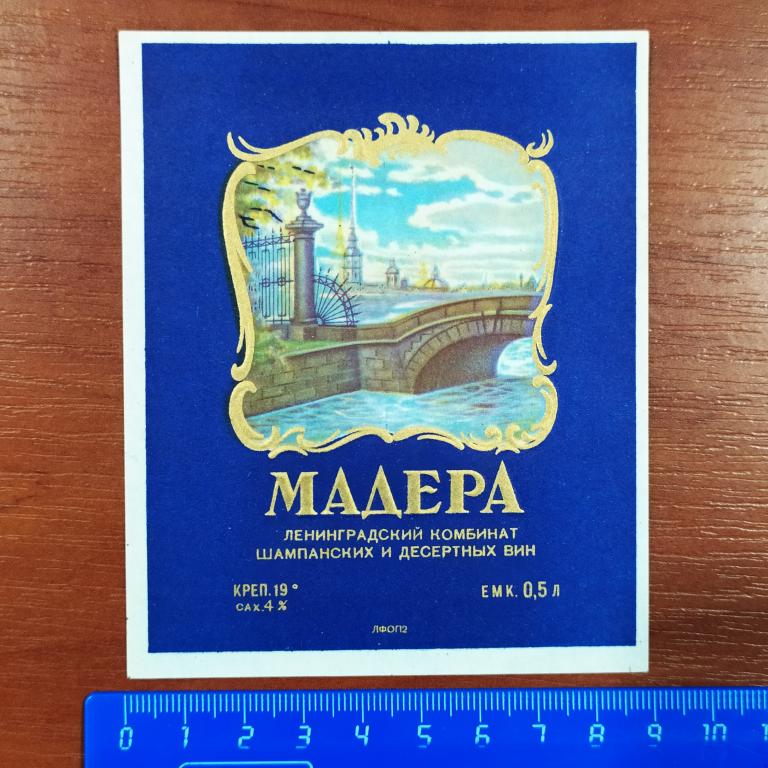 МАДЕРА
ЛЕНИНГРАДСКИЙ КОМБИНАТ
ШАМПАНСКИХ И ДЕСЕРТНЫХ ВИН
КРЕП. 19°
САХ. 4%
ЕМК. 0,5 Л
ЛФОП2
0 1 2 3 4 5 6 7 8 9 10 1